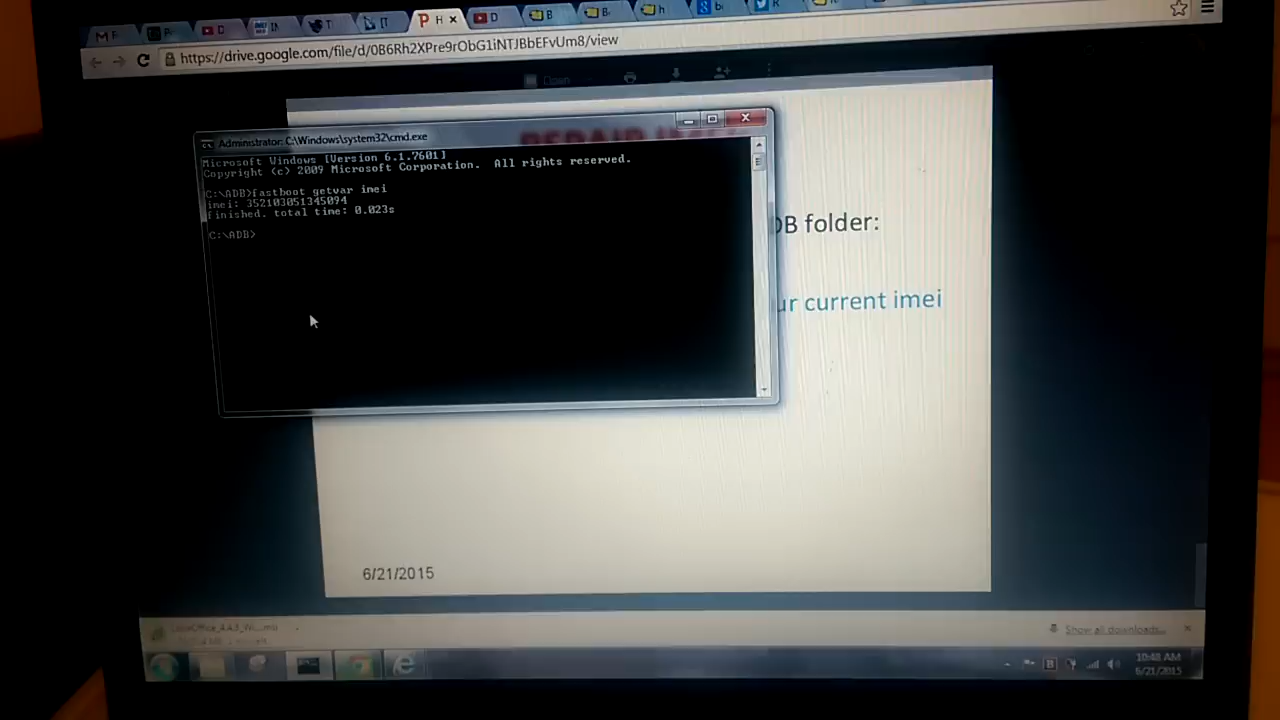 https://drive.google.com/file/d/0B6Rh2XPre9rObG1iNTJBbEFvUm8/view
Open
Administrator: C:\Windows\system32\cmd.exe
Microsoft Windows [Version 6.1.7601]
Copyright (c) 2009 Microsoft Corporation. All rights reserved.
C:\ADB>fastboot getvar imei
imei: 352103051345094
finished. total time: 0.023s
C:\ADB>
REPAIR
DB folder:
ur current imei
6/21/2015
Show all downloads...
10:48 AM
6/21/2015